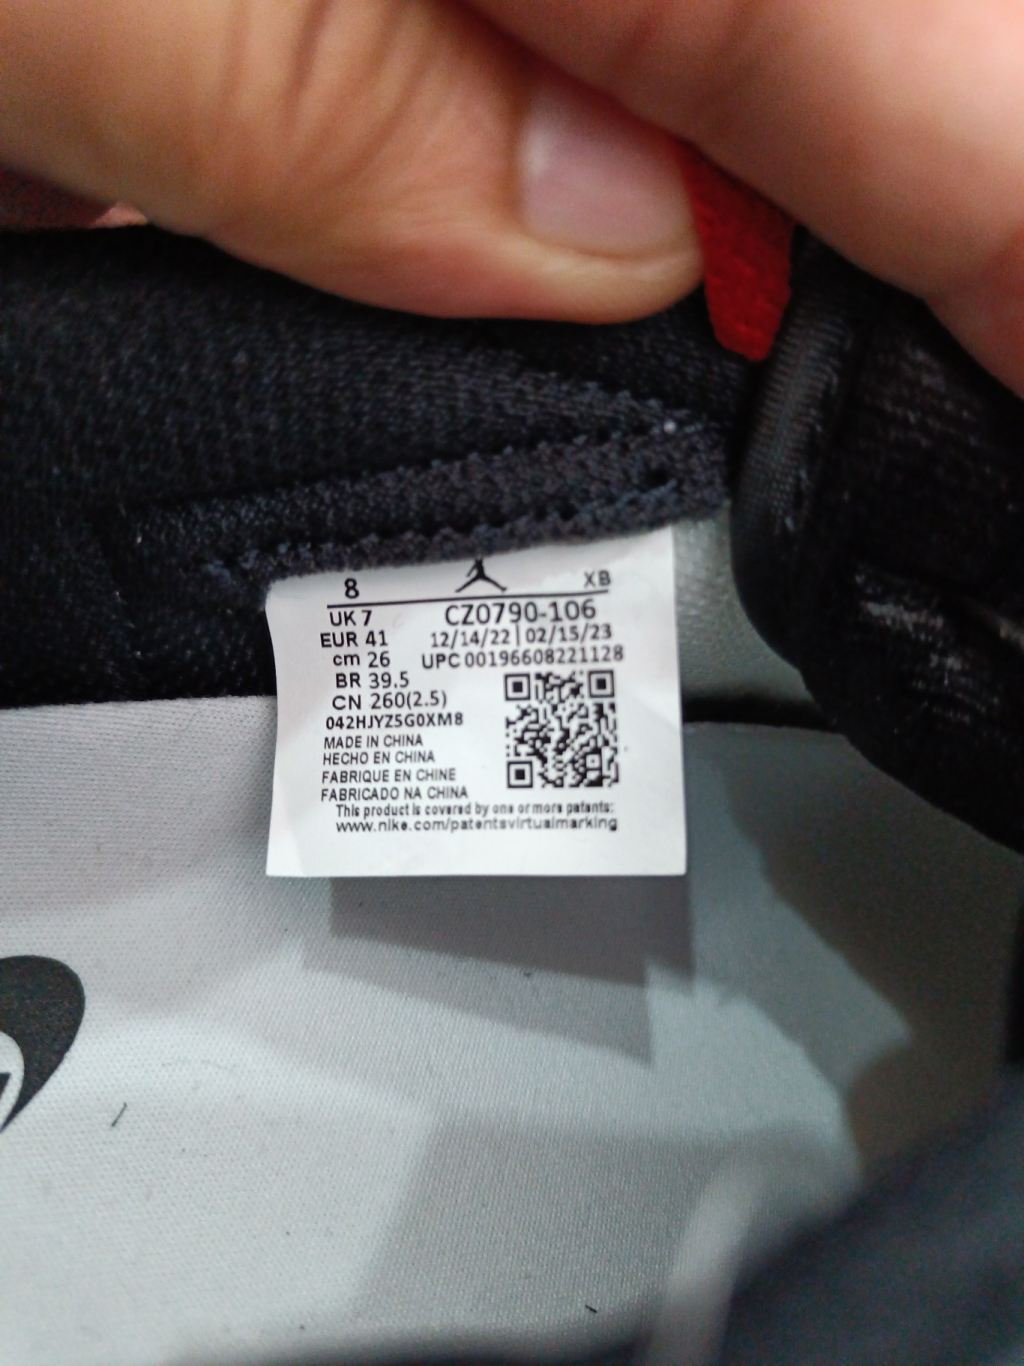 8 XB
UK 7 CZ0790-106
EUR 41 12/14/22 | 02/15/23
cm 26 UPC 00196608221128
BR 39.5
CN 260(2.5)
042HJYZ5G0XM8
MADE IN CHINA
HECHO EN CHINA
FABRIQUE EN CHINE
FABRICADO NA CHINA
This product is covered by one or more patents:
www.nike.com/patentsvirtualmarking